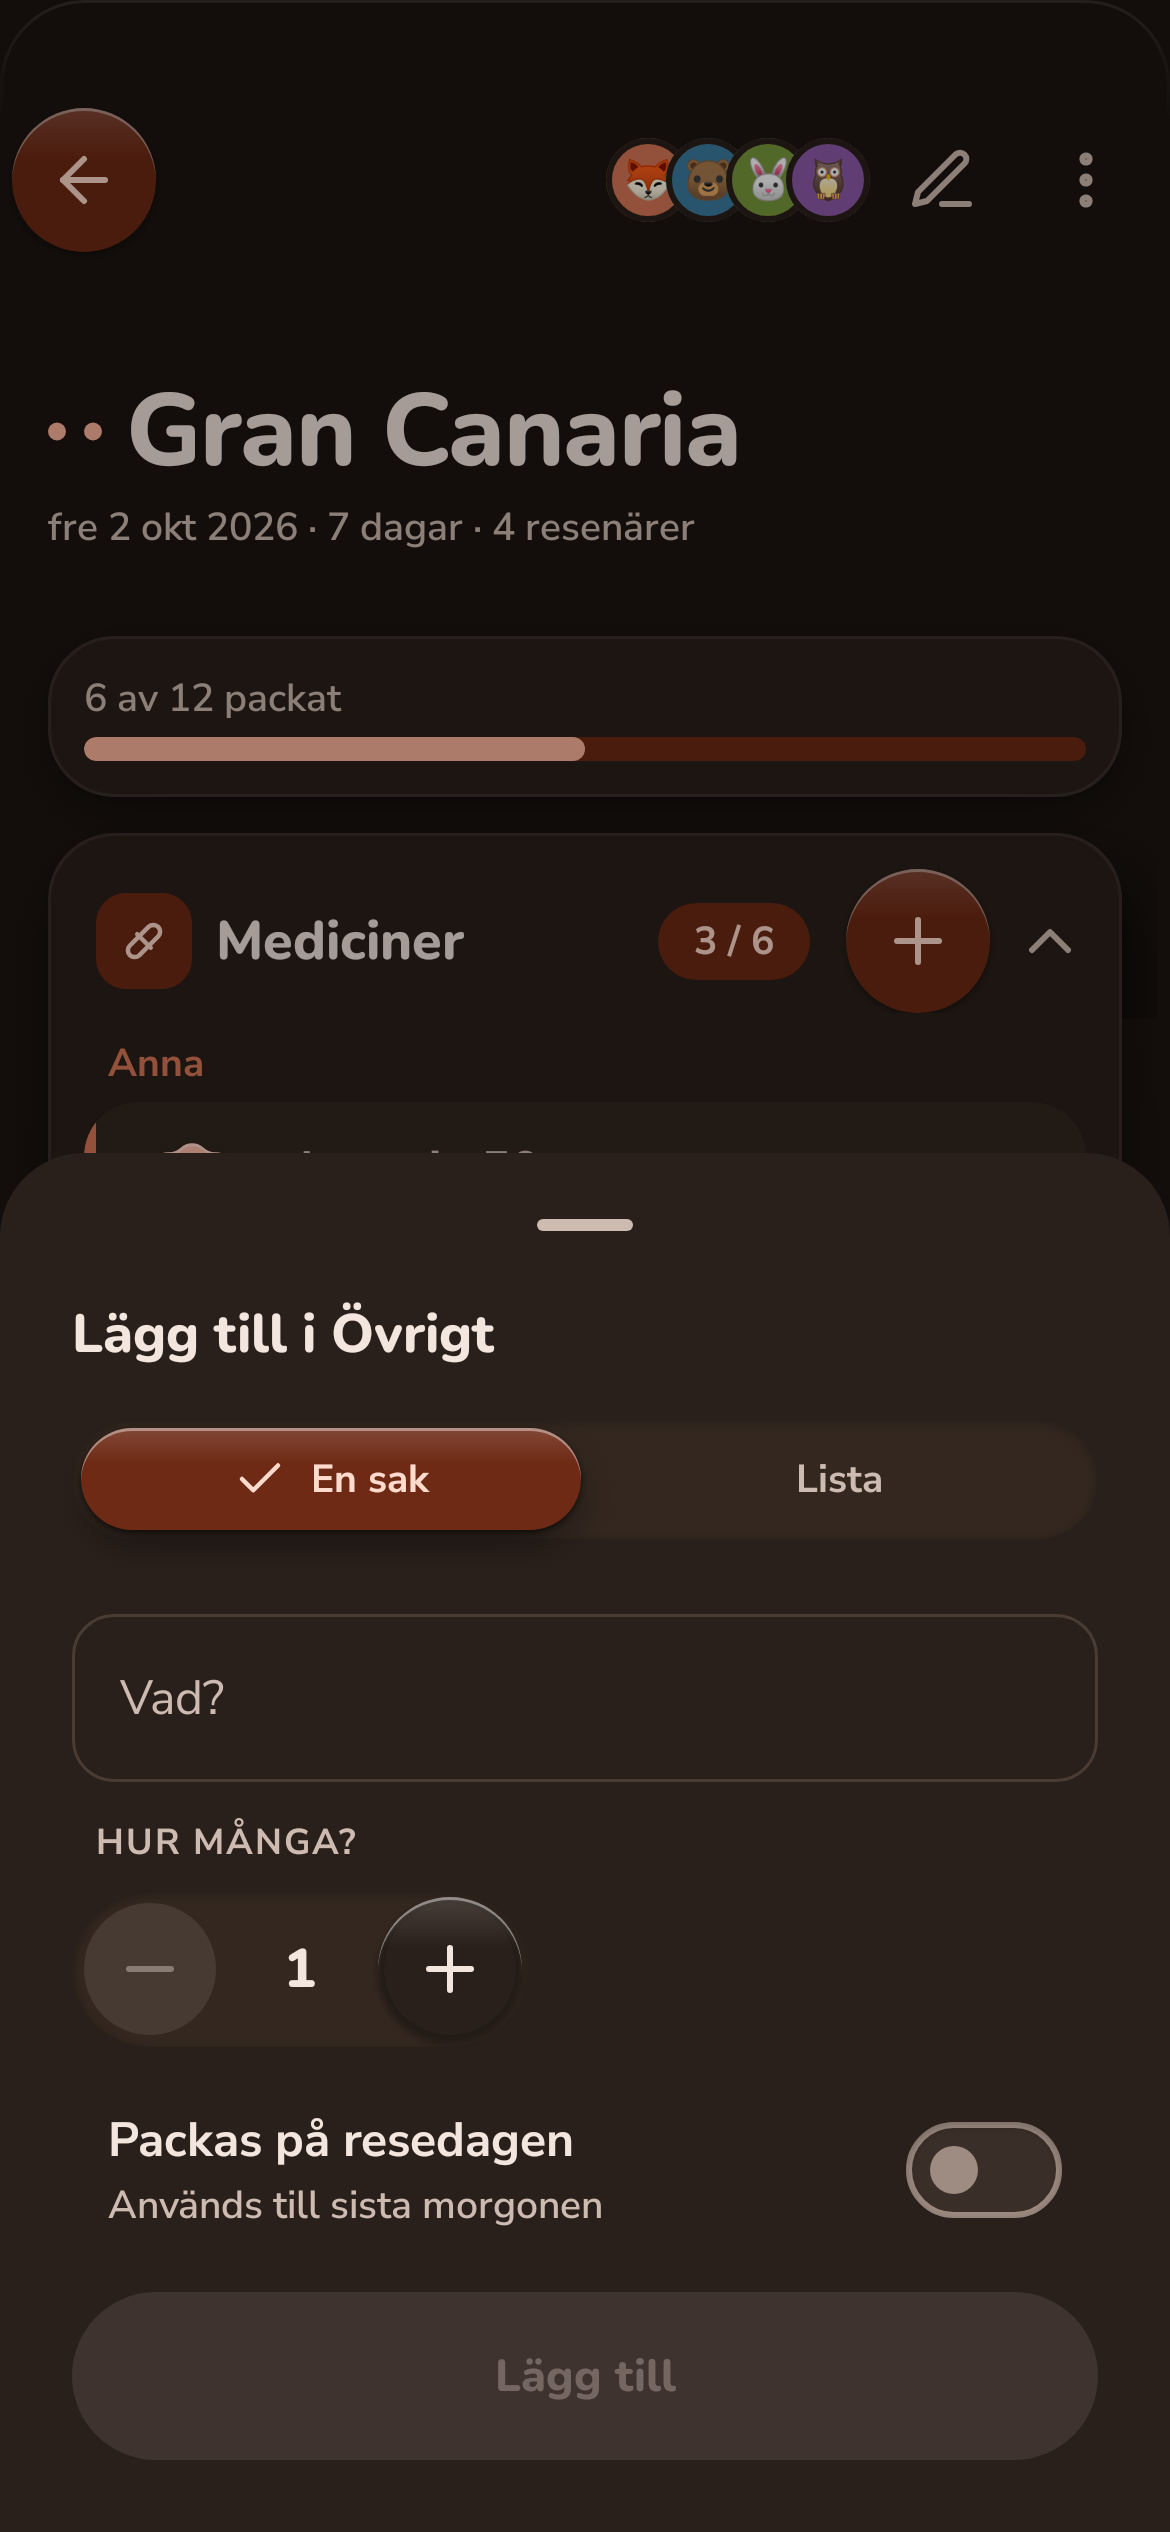 Gran Canaria
fre 2 okt 2026 · 7 dagar · 4 resenärer
6 av 12 packat
Mediciner
3 / 6
Anna
Lägg till i Övrigt
En sak
Lista
Vad?
HUR MÅNGA?
1
Packas på resedagen
Används till sista morgonen
Lägg till